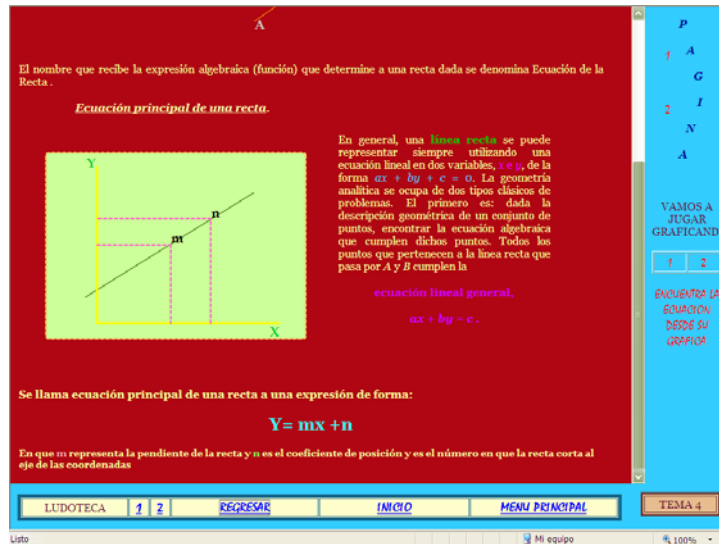 A
El nombre que recibe la expresión algebraica (función) que determine a una recta dada se denomina Ecuación de la
Recta .
Ecuación principal de una recta.
Y
n
m
X
En general, una línea recta se puede
representar siempre utilizando una
ecuación lineal en dos variables, x e y, de la
forma ax + by + c = 0. La geometría
analítica se ocupa de dos tipos clásicos de
problemas. El primero es: dada la
descripción geométrica de un conjunto de
puntos, encontrar la ecuación algebraica
que cumplen dichos puntos. Todos los
puntos que pertenecen a la línea recta que
pasa por A y B cumplen la
ecuación lineal general,
ax + by = c .
Se llama ecuación principal de una recta a una expresión de forma:
Y= mx +n
En que m representa la pendiente de la recta y n es el coeficiente de posición y es el número en que la recta corta al
eje de las coordenadas
P
A
G
I
N
A
1
2
VAMOS A
JUGAR
GRAFICAND
1 2
ENCUENTRA LA
ECUACION
DESDE SU
GRAFICA
LUDOTECA 1 2 REGRESAR INICIO MENU PRINCIPAL
TEMA 4
Listo Mi equipo 100%